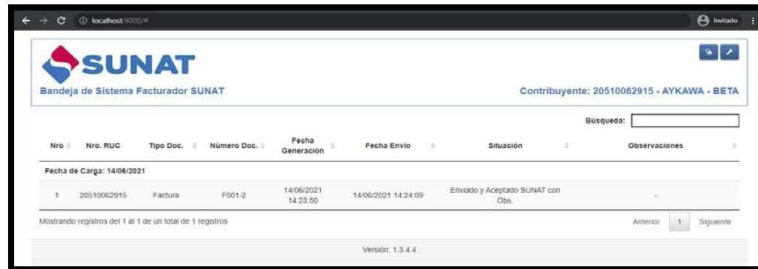 localhost:9000/#
Invitado
SUNAT
Bandeja de Sistema Facturador SUNAT
Contribuyente: 20510062915 - AYKAWA - BETA
Búsqueda:
Nro Nro. RUC Tipo Doc. Número Doc. Fecha Generación Fecha Envío Situación Observaciones
Fecha de Carga: 14/06/2021
1 20510062915 Factura F001-2 14/06/2021 14:23:50 14/06/2021 14:24:09 Enviado y Aceptado SUNAT con Obs. -
Mostrando registros del 1 al 1 de un total de 1 registros
Anterior 1 Siguiente
Versión: 1.3.4.4